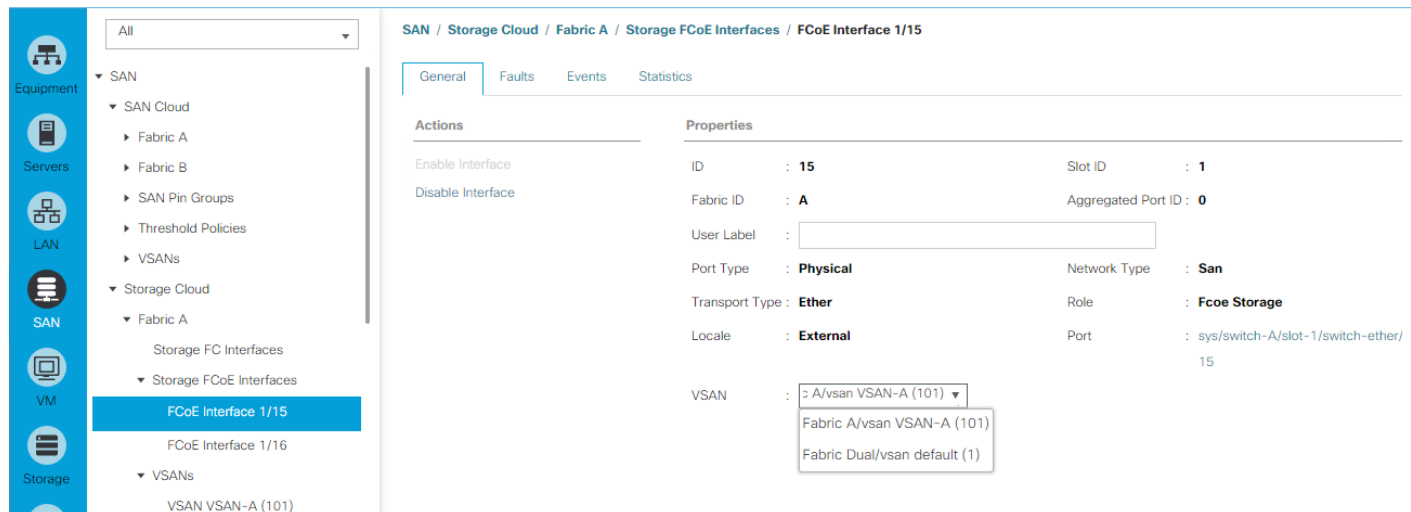 Equipment
Servers
LAN
SAN
VM
Storage
All
SAN
SAN Cloud
Fabric A
Fabric B
SAN Pin Groups
Threshold Policies
VSANs
Storage Cloud
Fabric A
Storage FC Interfaces
Storage FCoE Interfaces
FCoE Interface 1/15
FCoE Interface 1/16
VSANs
VSAN VSAN-A (101)
SAN / Storage Cloud / Fabric A / Storage FCoE Interfaces / FCoE Interface 1/15
General Faults Events Statistics
Actions
Enable Interface
Disable Interface
Properties
ID : 15 Slot ID : 1
Fabric ID : A Aggregated Port ID : 0
User Label :
Port Type : Physical Network Type : San
Transport Type : Ether Role : Fcoe Storage
Locale : External Port : sys/switch-A/slot-1/switch-ether/
15
VSAN : A/vsan VSAN-A (101)
Fabric A/vsan VSAN-A (101)
Fabric Dual/vsan default (1)